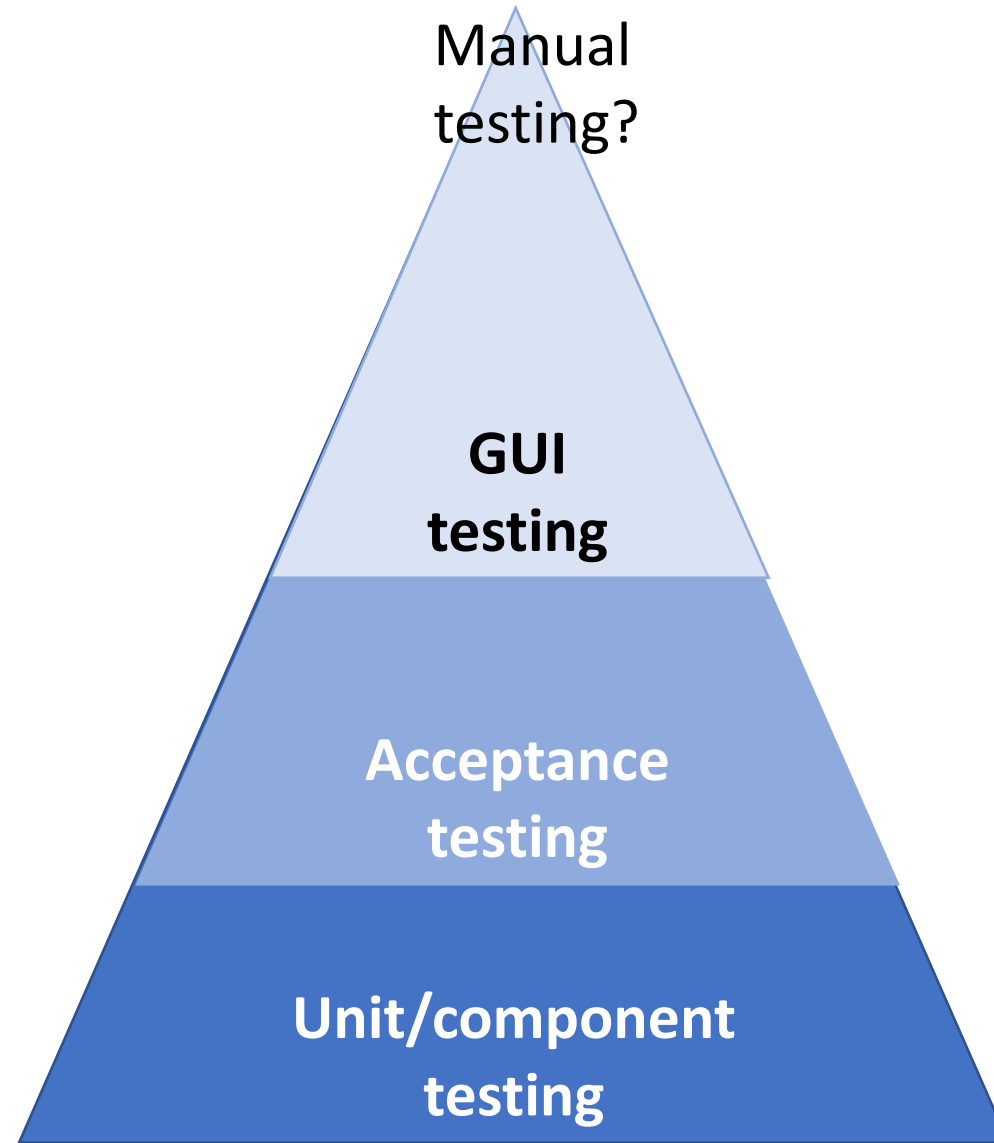 Manual
testing?
GUI
testing
Acceptance
testing
Unit/component
testing